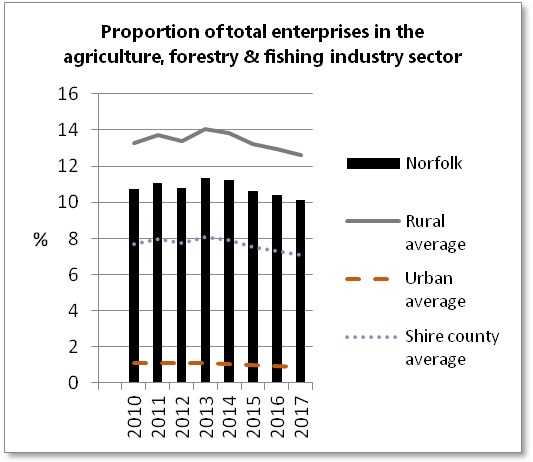 Proportion of total enterprises in the
agriculture, forestry & fishing industry sector
16
14
12
10
8
6
4
2
0
%
2010
2011
2012
2013
2014
2015
2016
2017
Norfolk
Rural
average
Urban
average
Shire county
average